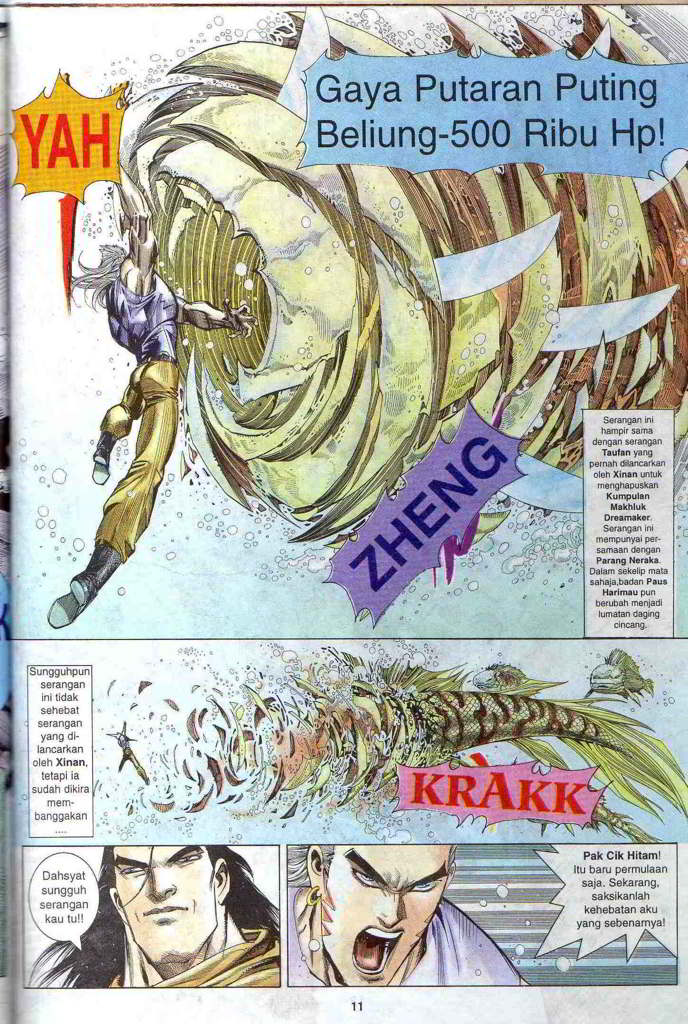 Gaya Putaran Puting
Beliung-500 Ribu Hp!
YAH
ZHENG
Serangan ini
hampir sama
dengan serangan
Taufan yang
pernah dilancarkan
oleh Xinan untuk
menghapuskan
Kumpulan
Makhluk
Dreamaker.
Serangan ini
mempunyai per-
samaan dengan
Parang Neraka.
Dalam sekelip mata
sahaja,badan Paus
Harimau pun
berubah menjadi
lumatan daging
cincang.
Sungguhpun
serangan
ini tidak
sehebat
serangan
yang di-
lancarkan
oleh Xinan,
tetapi ia
sudah dikira
mem-
banggakan
....
KRAKK
Dahsyat
sungguh
serangan
kau tu!!
Pak Cik Hitam!
Itu baru permulaan
saja. Sekarang,
saksikanlah
kehebatan aku
yang sebenarnya!
11